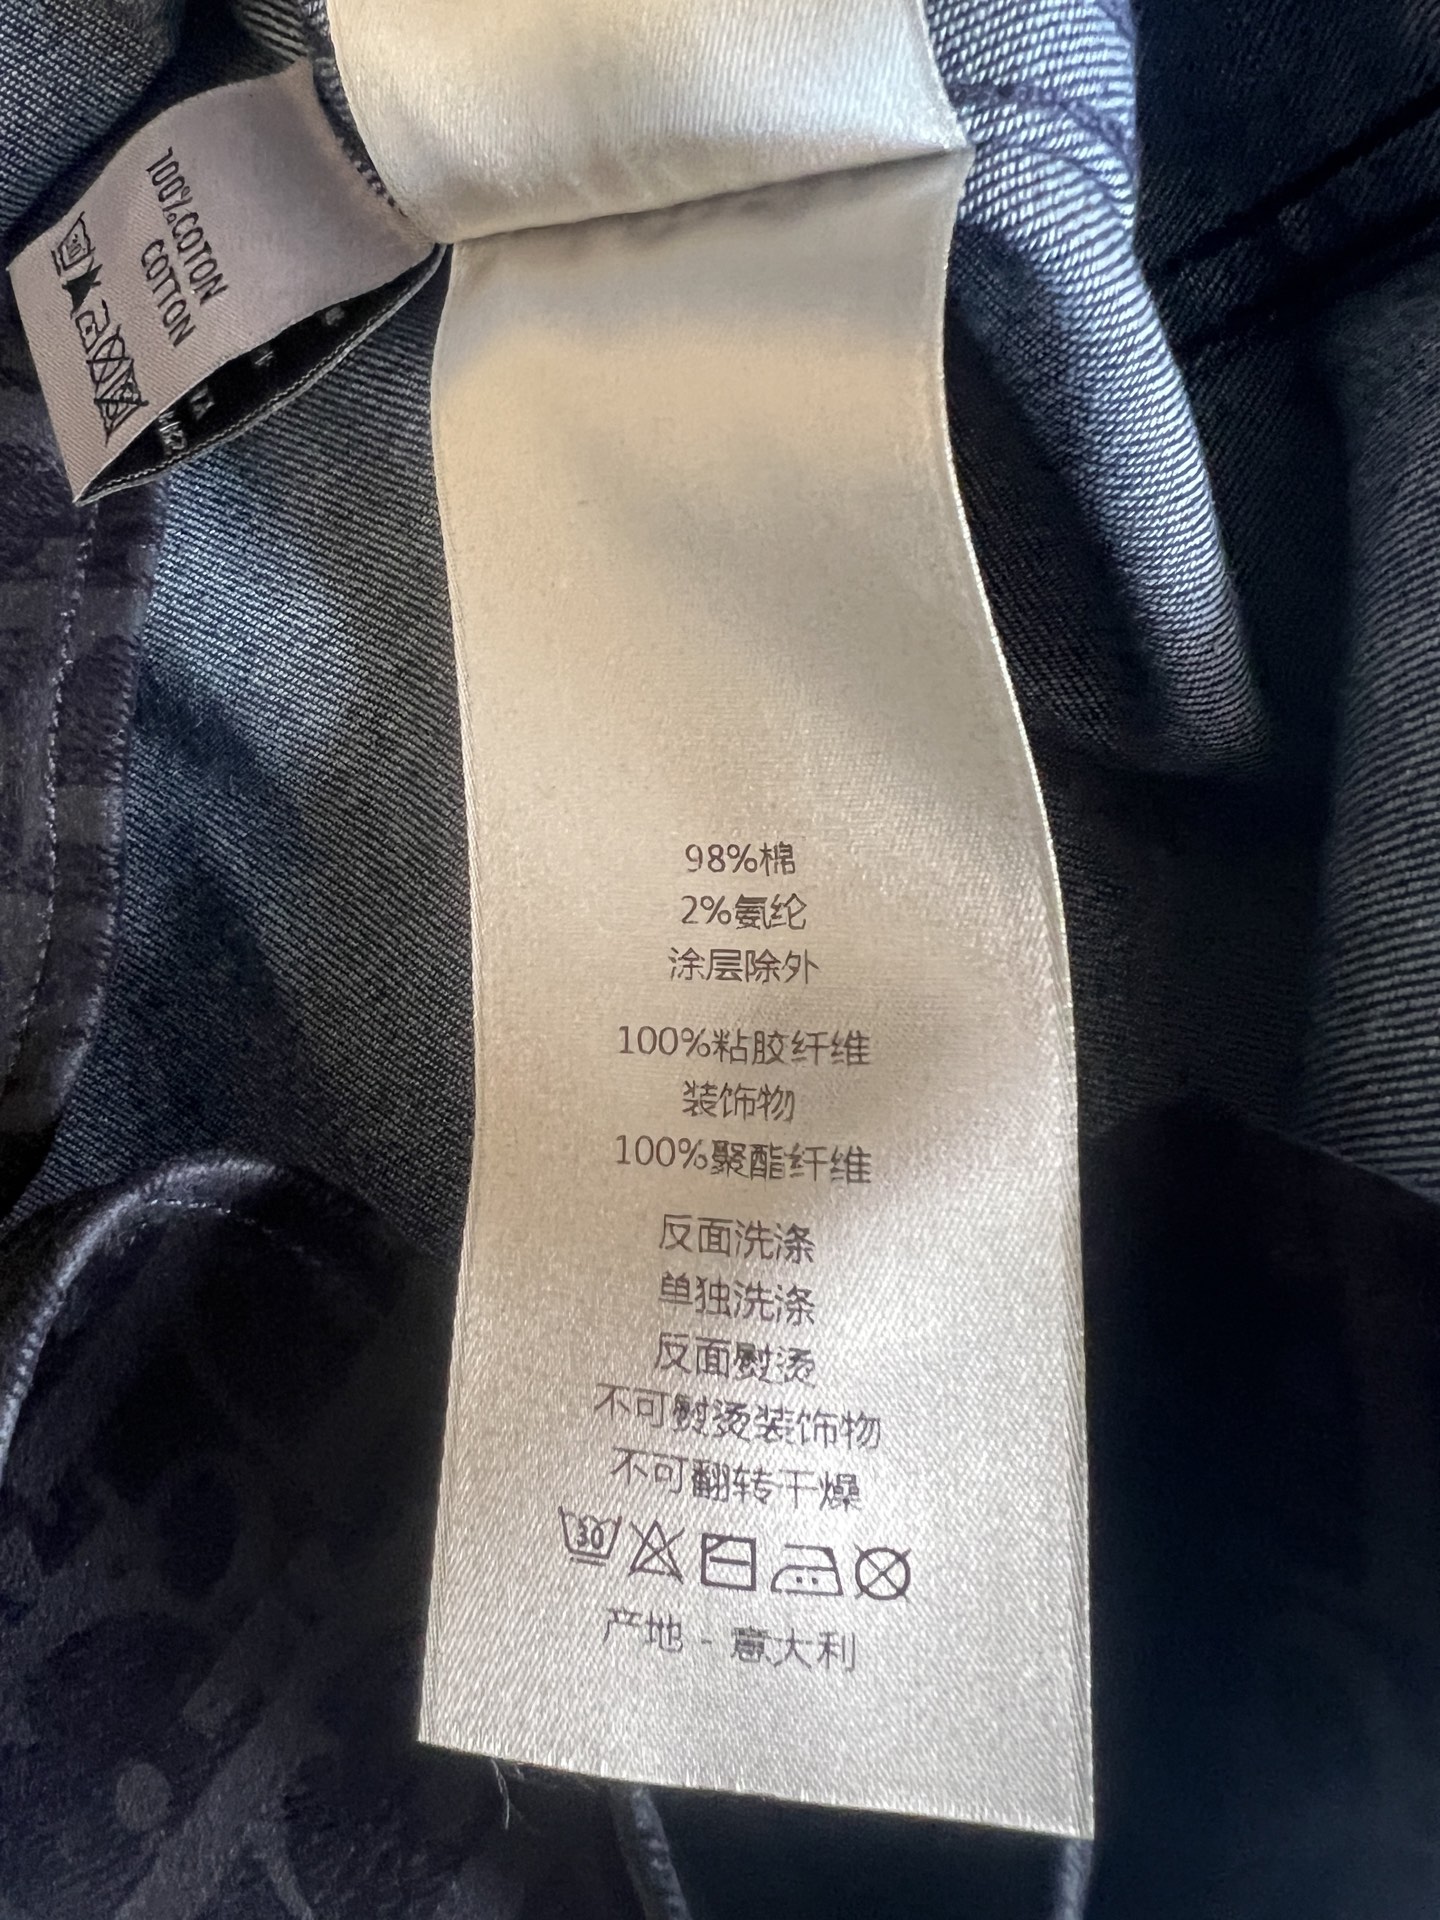 100%COTON
COTTON
98%棉
2%氨纶
涂层除外
100%粘胶纤维
装饰物
100%聚酯纤维
反面洗涤
单独洗涤
反面熨烫
不可熨烫装饰物
不可翻转干燥
30
产地 - 意大利